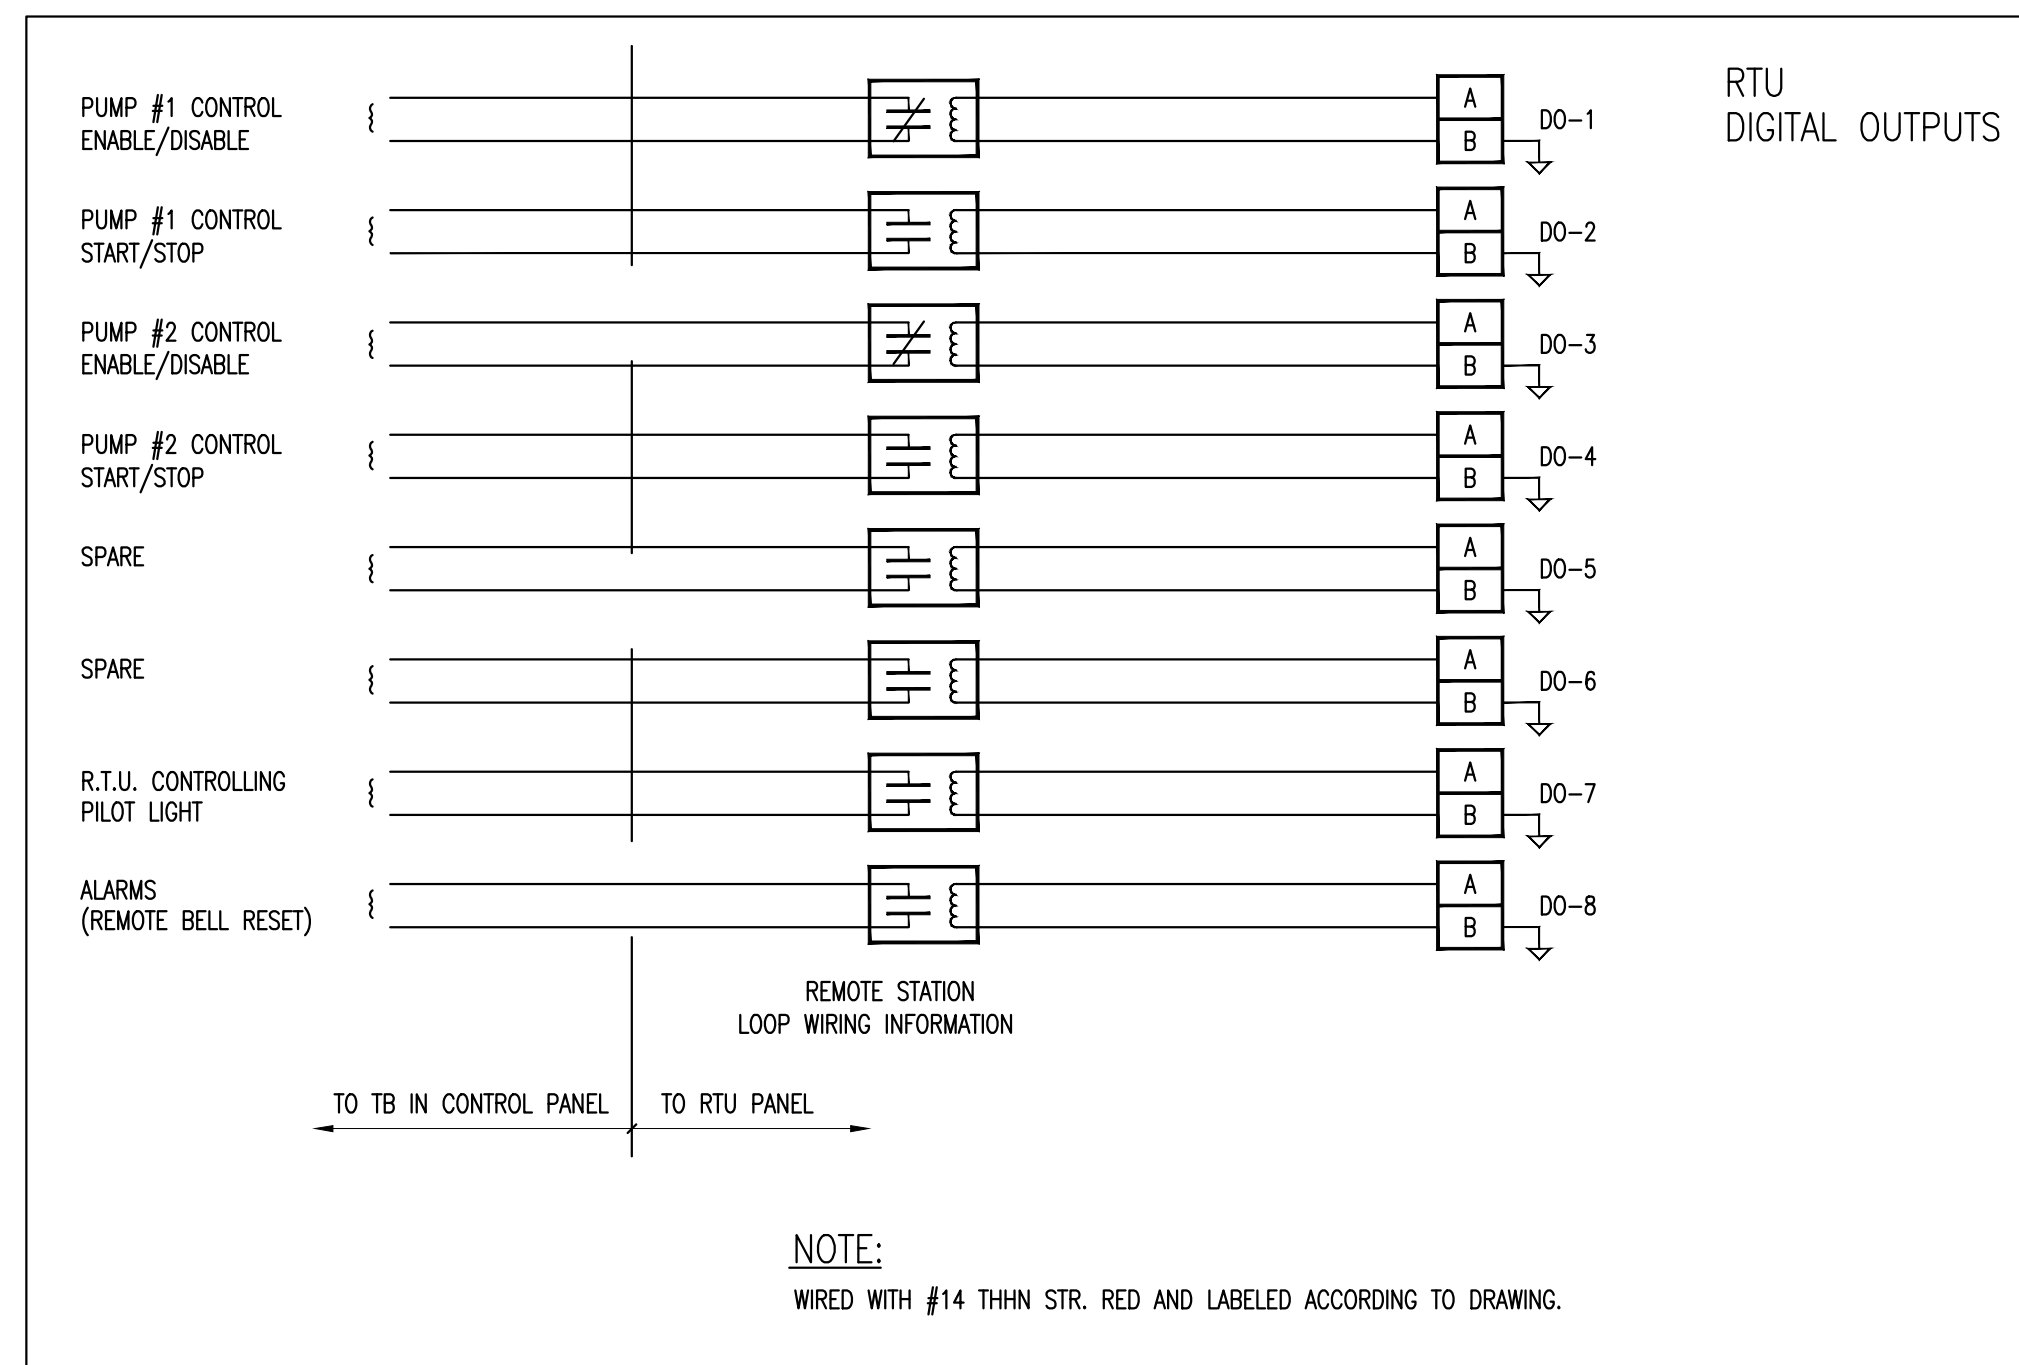 RTU
DIGITAL OUTPUTS
PUMP #1 CONTROL
ENABLE/DISABLE
A
B
DO-1
PUMP #1 CONTROL
START/STOP
A
B
DO-2
PUMP #2 CONTROL
ENABLE/DISABLE
A
B
DO-3
PUMP #2 CONTROL
START/STOP
A
B
DO-4
SPARE
A
B
DO-5
SPARE
A
B
DO-6
R.T.U. CONTROLLING
PILOT LIGHT
A
B
DO-7
ALARMS
(REMOTE BELL RESET)
A
B
DO-8
REMOTE STATION
LOOP WIRING INFORMATION
TO TB IN CONTROL PANEL
TO RTU PANEL
NOTE:
WIRED WITH #14 THHN STR. RED AND LABELED ACCORDING TO DRAWING.